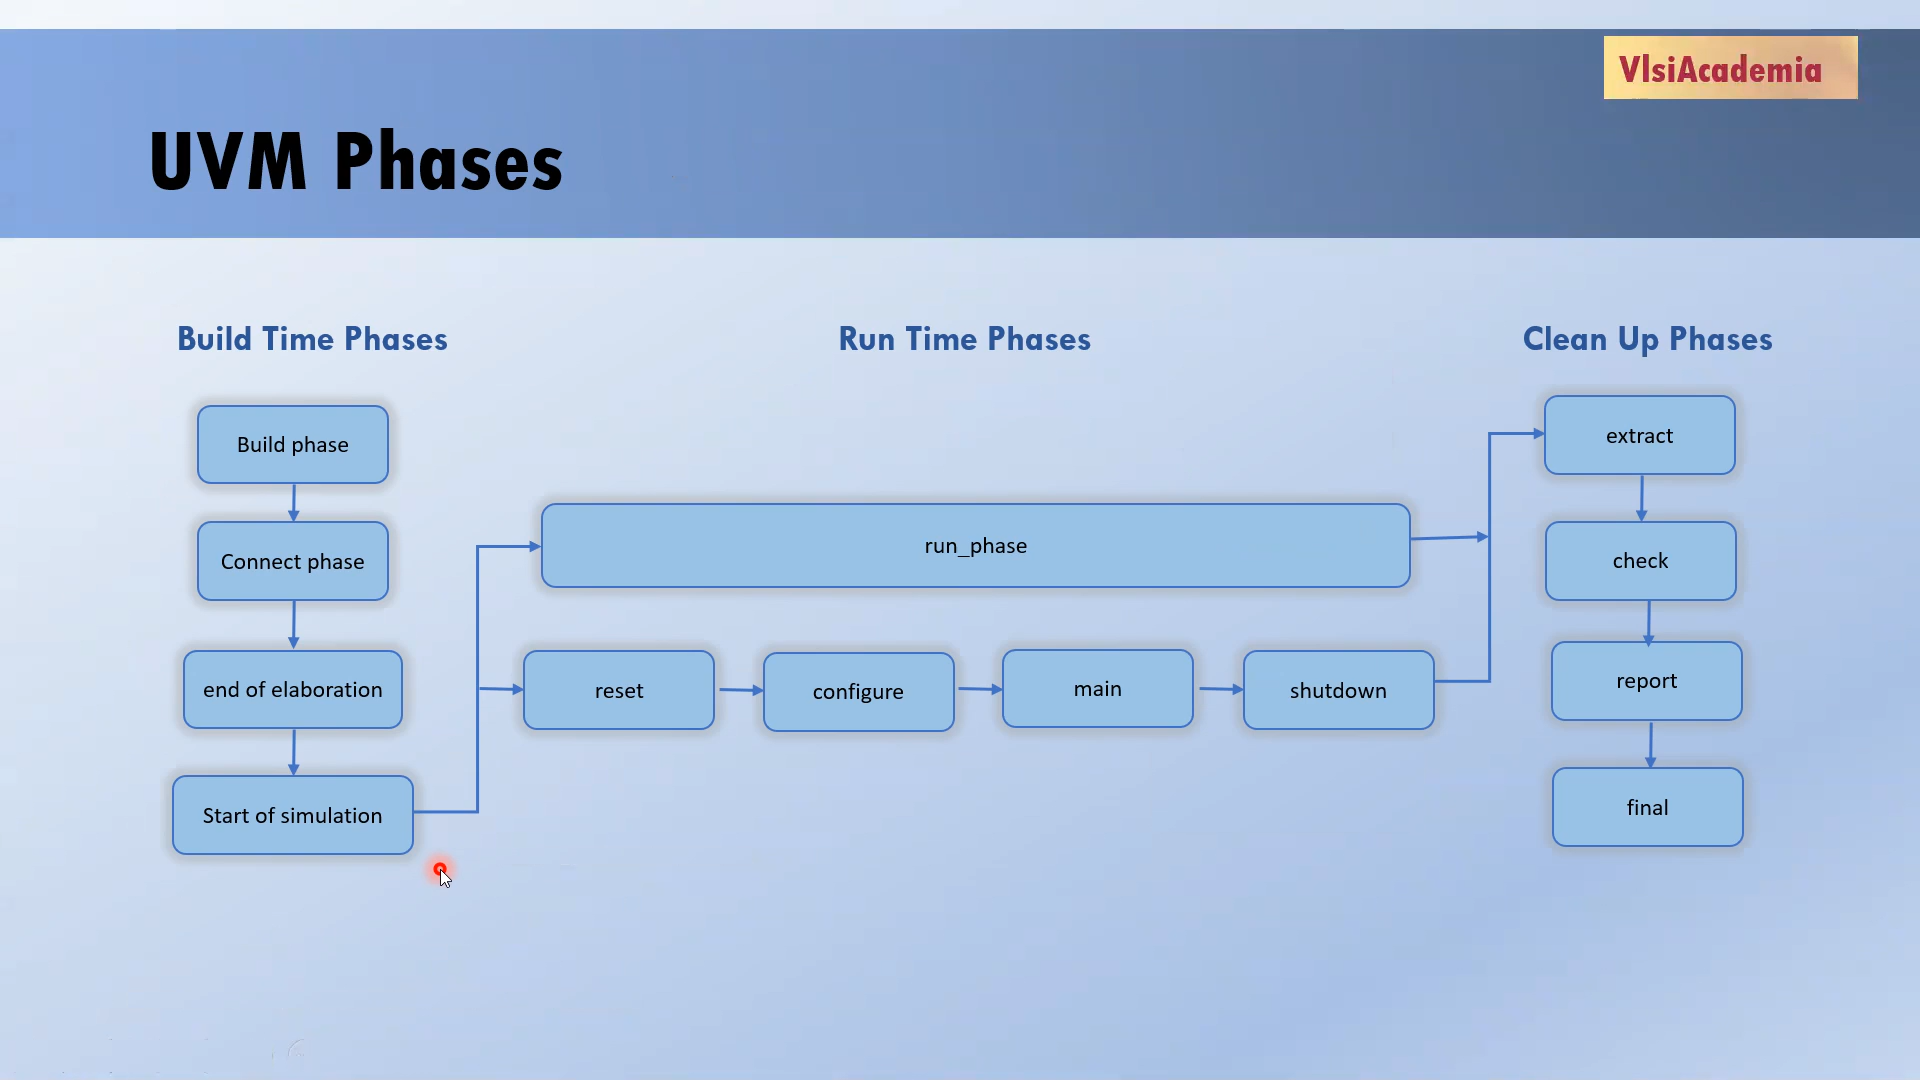 VlsiAcademia
UVM Phases
Build Time Phases
Build phase
Connect phase
end of elaboration
Start of simulation
Run Time Phases
run_phase
reset
configure
main
shutdown
Clean Up Phases
extract
check
report
final